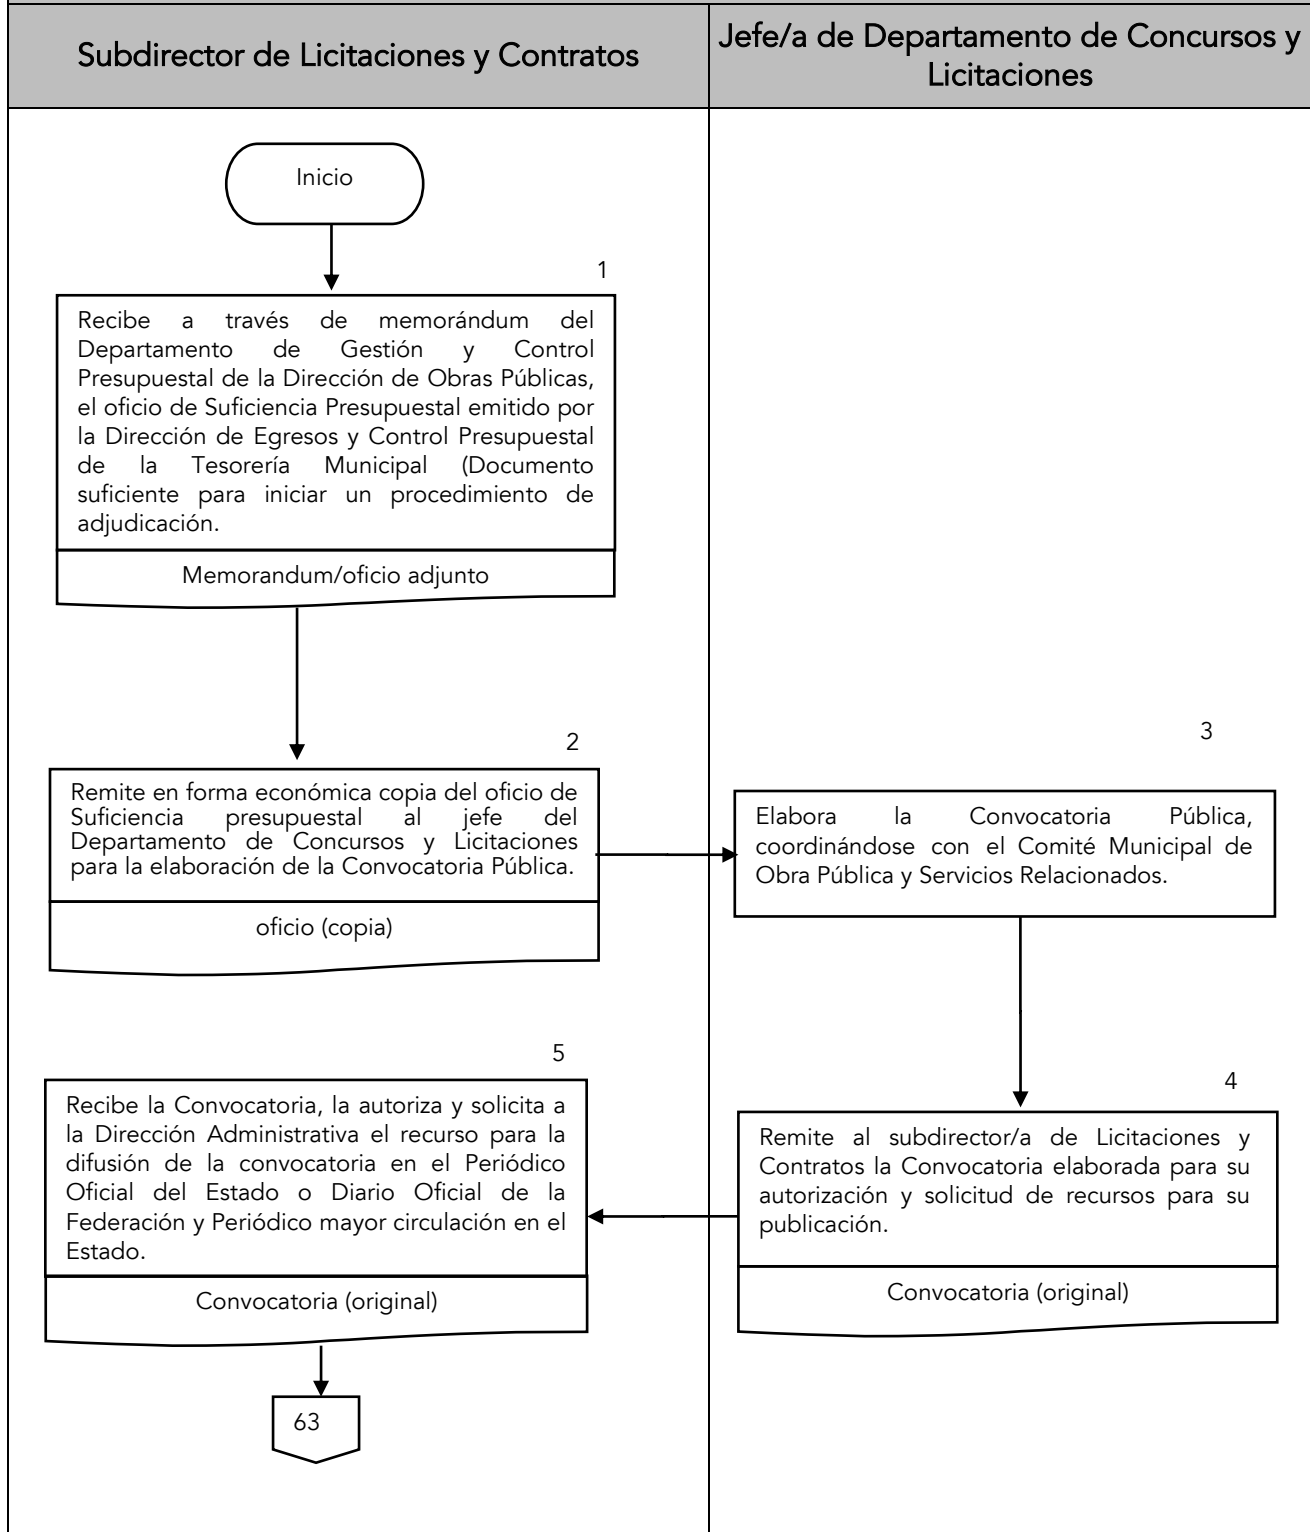 Subdirector de Licitaciones y Contratos
Jefe/a de Departamento de Concursos y
Licitaciones
Inicio
1
Recibe a través de memorándum del
Departamento de Gestión y Control
Presupuestal de la Dirección de Obras Públicas,
el oficio de Suficiencia Presupuestal emitido por
la Dirección de Egresos y Control Presupuestal
de la Tesorería Municipal (Documento
suficiente para iniciar un procedimiento de
adjudicación.
Memorandum/oficio adjunto
2
Remite en forma económica copia del oficio de
Suficiencia presupuestal al jefe del
Departamento de Concursos y Licitaciones
para la elaboración de la Convocatoria Pública.
oficio (copia)
3
Elabora la Convocatoria Pública,
coordinándose con el Comité Municipal de
Obra Pública y Servicios Relacionados.
4
Remite al subdirector/a de Licitaciones y
Contratos la Convocatoria elaborada para su
autorización y solicitud de recursos para su
publicación.
Convocatoria (original)
5
Recibe la Convocatoria, la autoriza y solicita a
la Dirección Administrativa el recurso para la
difusión de la convocatoria en el Periódico
Oficial del Estado o Diario Oficial de la
Federación y Periódico mayor circulación en el
Estado.
Convocatoria (original)
63